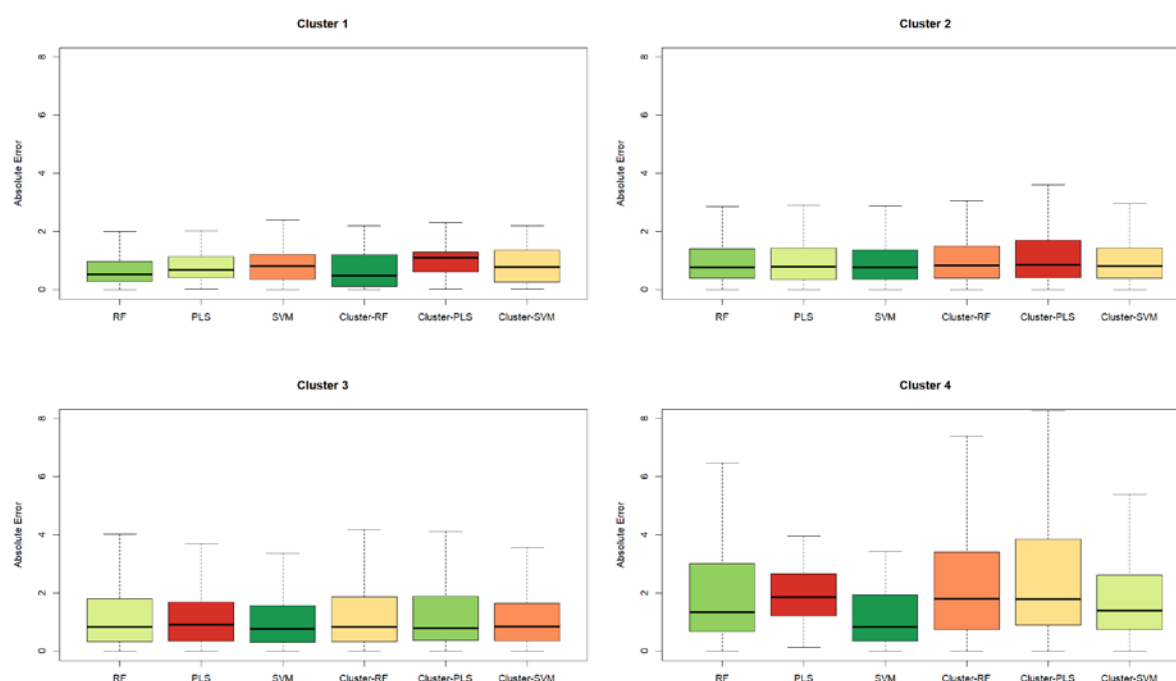 Cluster 1
Absolute Error
8
6
4
2
0
RF PLS SVM Cluster-RF Cluster-PLS Cluster-SVM
Cluster 2
Absolute Error
8
6
4
2
0
RF PLS SVM Cluster-RF Cluster-PLS Cluster-SVM
Cluster 3
Absolute Error
8
6
4
2
0
RF PLS SVM Cluster-RF Cluster-PLS Cluster-SVM
Cluster 4
Absolute Error
8
6
4
2
0
RF PLS SVM Cluster-RF Cluster-PLS Cluster-SVM